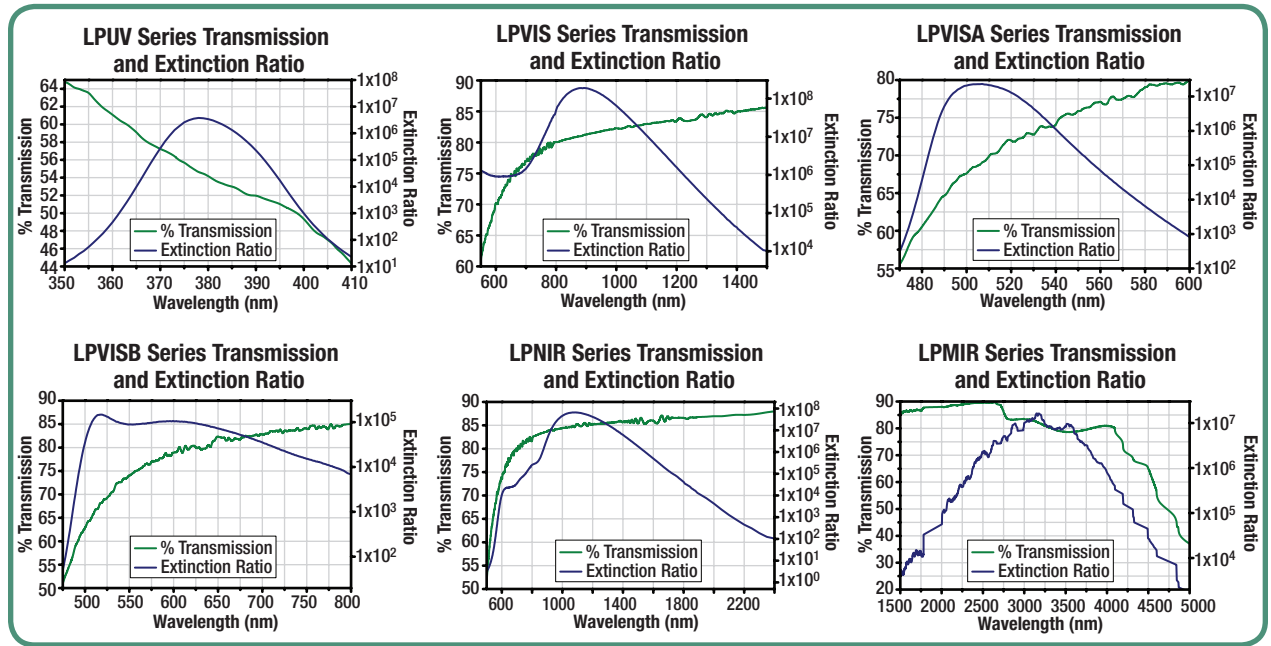 LPUV Series Transmission
and Extinction Ratio
% Transmission
Extinction Ratio
64
62
60
58
56
54
52
50
48
46
44
1x10⁸
1x10⁷
1x10⁶
1x10⁵
1x10⁴
1x10³
1x10²
1x10¹
% Transmission
Extinction Ratio
350 360 370 380 390 400 410
Wavelength (nm)
LPVIS Series Transmission
and Extinction Ratio
% Transmission
Extinction Ratio
90
85
80
75
70
65
60
1x10⁸
1x10⁷
1x10⁶
1x10⁵
1x10⁴
% Transmission
Extinction Ratio
600 800 1000 1200 1400
Wavelength (nm)
LPVISA Series Transmission
and Extinction Ratio
% Transmission
Extinction Ratio
80
75
70
65
60
55
1x10⁷
1x10⁶
1x10⁵
1x10⁴
1x10³
1x10²
% Transmission
Extinction Ratio
480 500 520 540 560 580 600
Wavelength (nm)
LPVISB Series Transmission
and Extinction Ratio
% Transmission
Extinction Ratio
90
85
80
75
70
65
60
55
50
1x10⁵
1x10⁴
1x10³
1x10²
% Transmission
Extinction Ratio
500 550 600 650 700 750 800
Wavelength (nm)
LPNIR Series Transmission
and Extinction Ratio
% Transmission
Extinction Ratio
90
85
80
75
70
65
60
55
50
1x10⁸
1x10⁷
1x10⁶
1x10⁵
1x10⁴
1x10³
1x10²
1x10¹
1x10⁰
% Transmission
Extinction Ratio
600 1000 1400 1800 2200
Wavelength (nm)
LPMIR Series Transmission
and Extinction Ratio
% Transmission
Extinction Ratio
90
80
70
60
50
40
30
20
1x10⁷
1x10⁶
1x10⁵
1x10⁴
% Transmission
Extinction Ratio
1500 2000 2500 3000 3500 4000 4500 5000
Wavelength (nm)